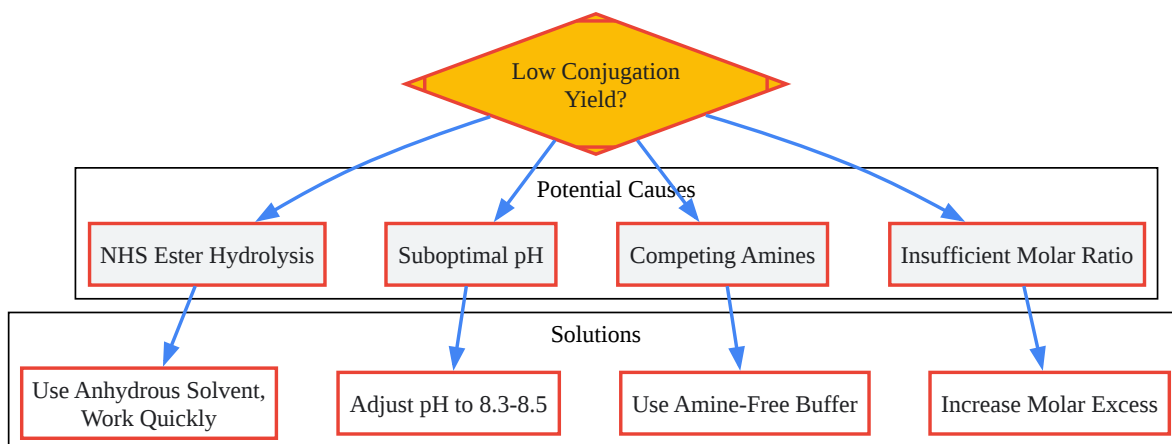 Low Conjugation
Yield?
Potential Causes
NHS Ester Hydrolysis
Suboptimal pH
Competing Amines
Insufficient Molar Ratio
Solutions
Use Anhydrous Solvent,
Work Quickly
Adjust pH to 8.3-8.5
Use Amine-Free Buffer
Increase Molar Excess